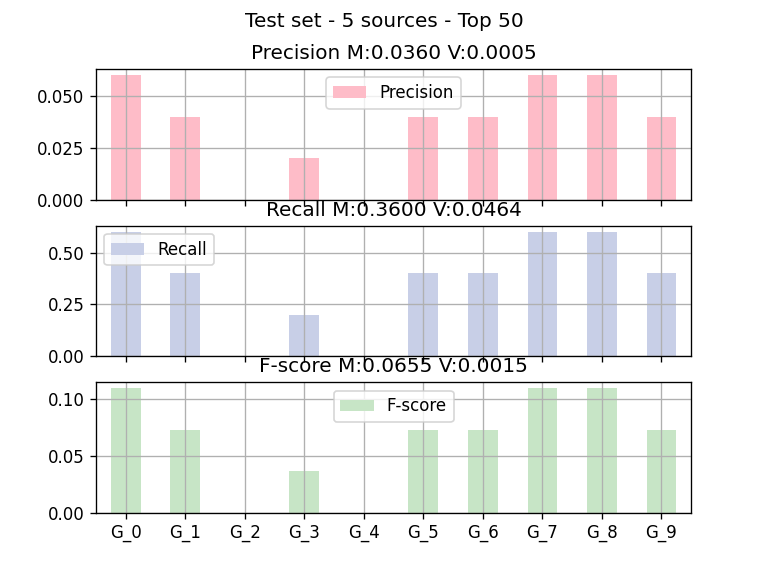 Test set - 5 sources - Top 50
Precision M:0.0360 V:0.0005
0.050
0.025
0.000
Precision
Recall M:0.3600 V:0.0464
0.50
0.25
0.00
Recall
F-score M:0.0655 V:0.0015
0.10
0.05
0.00
F-score
G_0 G_1 G_2 G_3 G_4 G_5 G_6 G_7 G_8 G_9